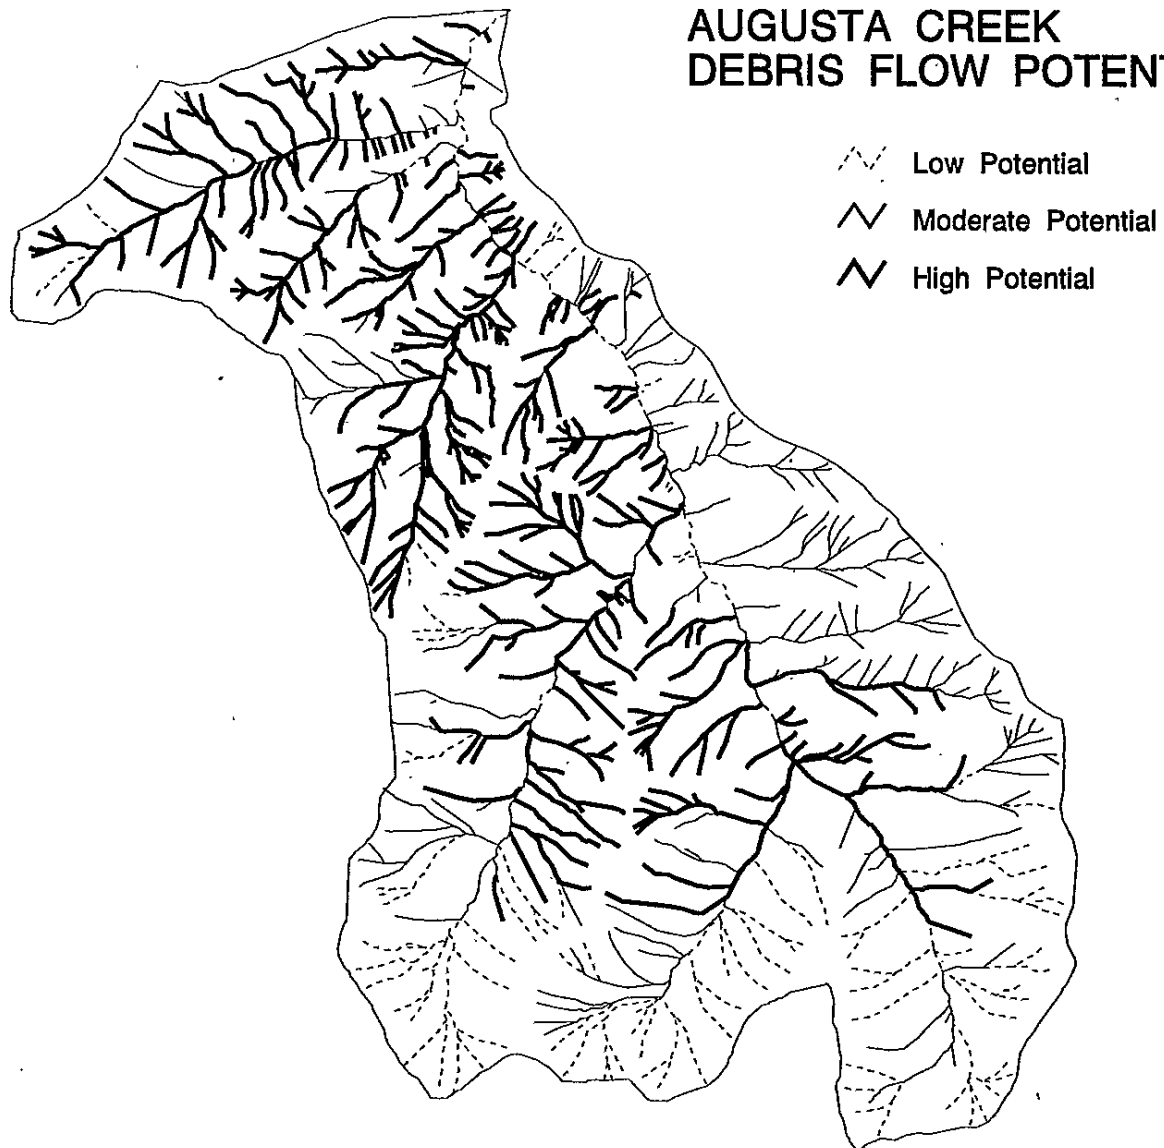 AUGUSTA CREEK
DEBRIS FLOW POTEN
Low Potential
Moderate Potential
High Potential